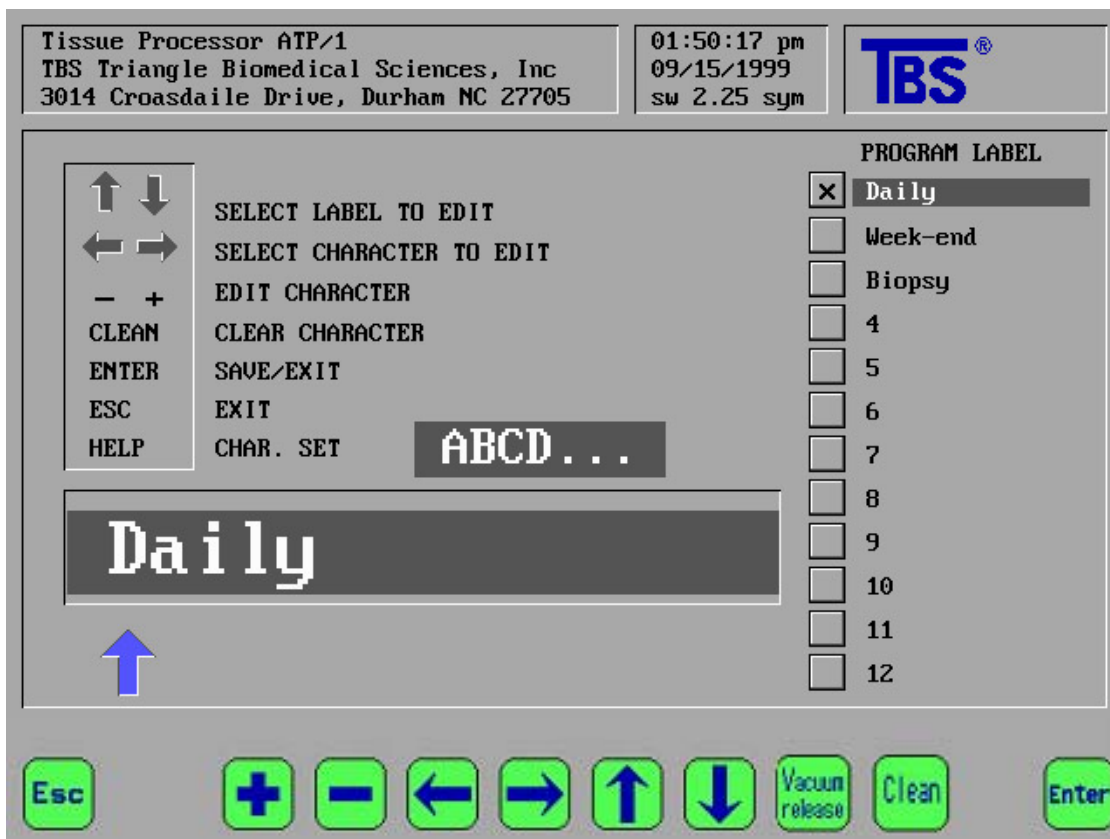 Tissue Processor ATP/1
TBS Triangle Biomedical Sciences, Inc
3014 Croasdaile Drive, Durham NC 27705
01:50:17 pm
09/15/1999
sw 2.25 sym
TBS®
SELECT LABEL TO EDIT
SELECT CHARACTER TO EDIT
- + EDIT CHARACTER
CLEAN CLEAR CHARACTER
ENTER SAVE/EXIT
ESC EXIT
HELP CHAR. SET ABCD...
Daily
PROGRAM LABEL
X Daily
Week-end
Biopsy
4
5
6
7
8
9
10
11
12
Esc
+
-
Vacuum
release
Clean
Enter